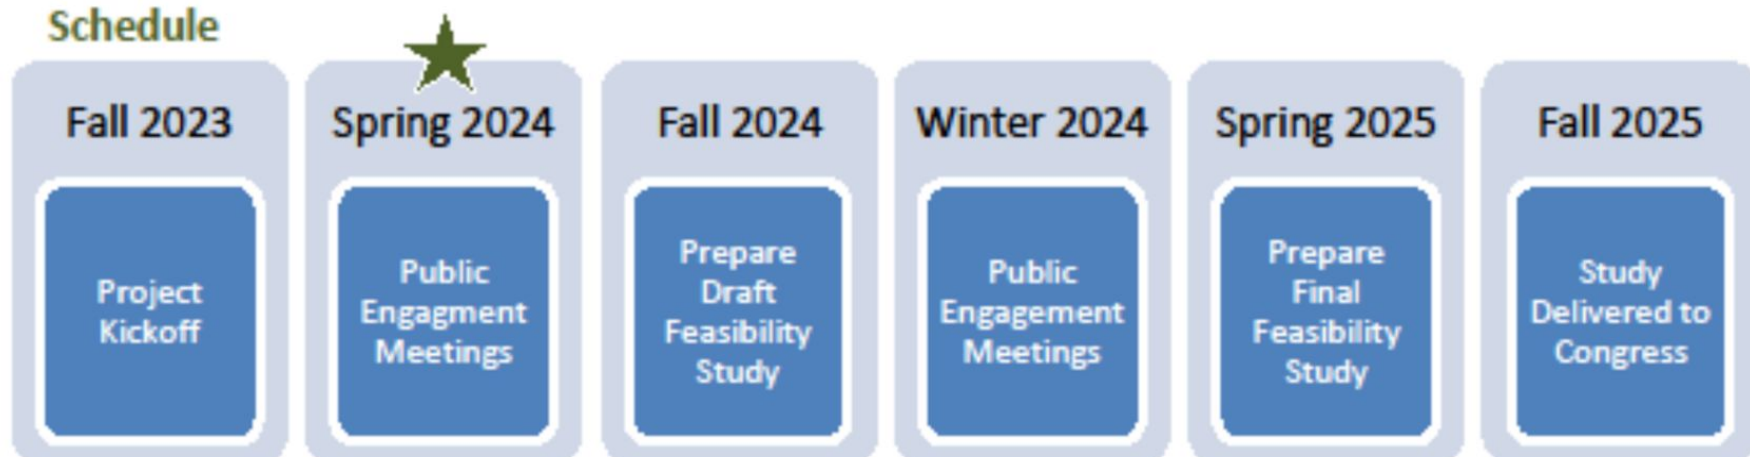 Schedule
Fall 2023
Spring 2024
Fall 2024
Winter 2024
Spring 2025
Fall 2025
Project
Kickoff
Public
Engagment
Meetings
Prepare
Draft
Feasibility
Study
Public
Engagement
Meetings
Prepare
Final
Feasibility
Study
Study
Delivered to
Congress